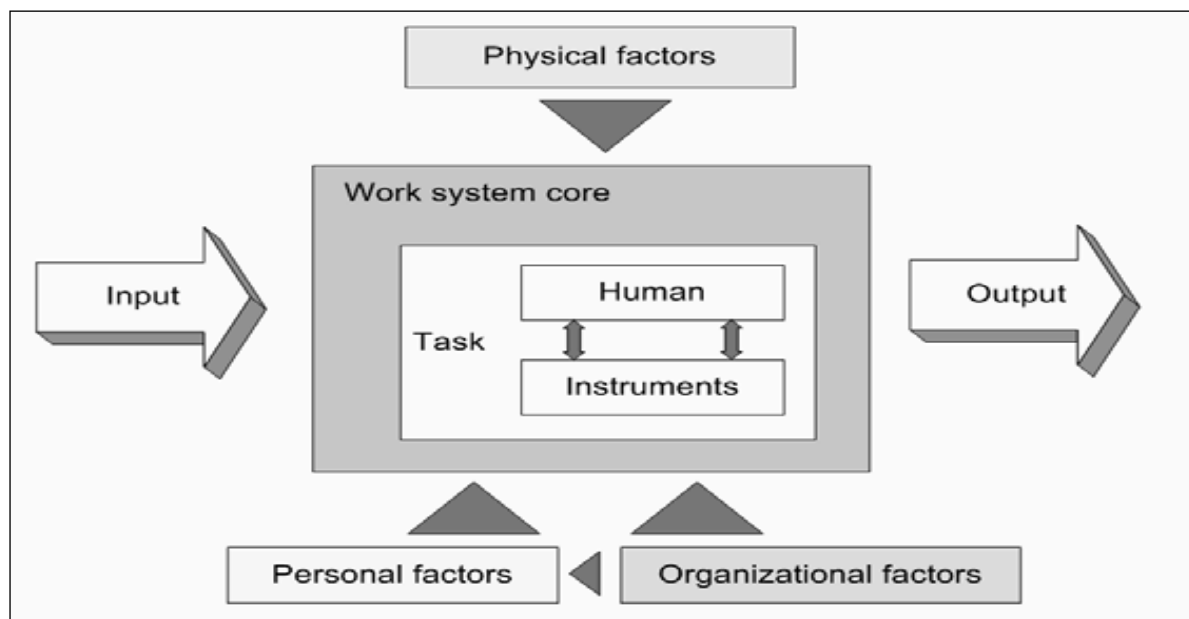 Physical factors
Work system core
Input
Human
Output
Task
Instruments
Personal factors
Organizational factors